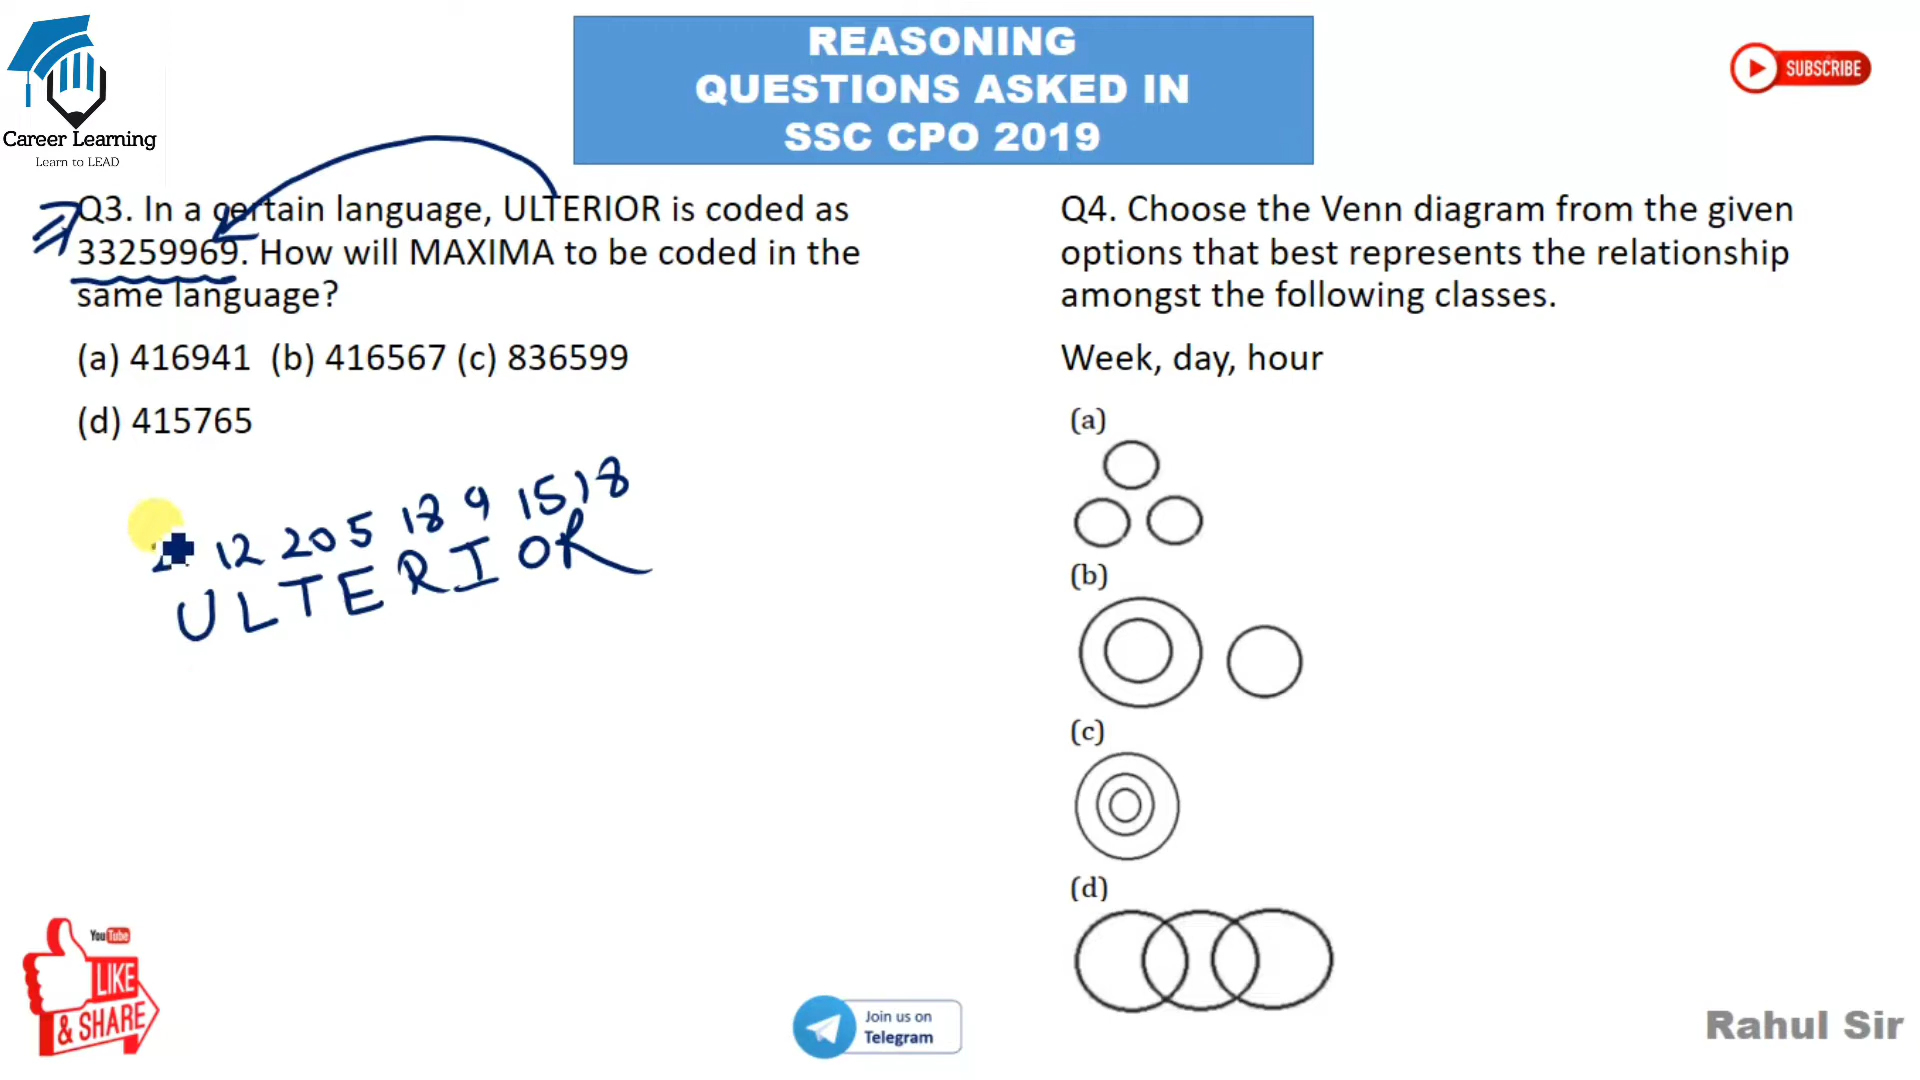 Career Learning
Learn to LEAD
REASONING
QUESTIONS ASKED IN
SSC CPO 2019
SUBSCRIBE
Q3. In a certain language, ULTERIOR is coded as
33259969. How will MAXIMA to be coded in the
same language?
(a) 416941 (b) 416567 (c) 836599
(d) 415765
12 20 5 18 9 15 18
ULTERIOR
Q4. Choose the Venn diagram from the given
options that best represents the relationship
amongst the following classes.
Week, day, hour
(a)
(b)
(c)
(d)
YouTube
LIKE
& SHARE
Join us on
Telegram
Rahul Sir